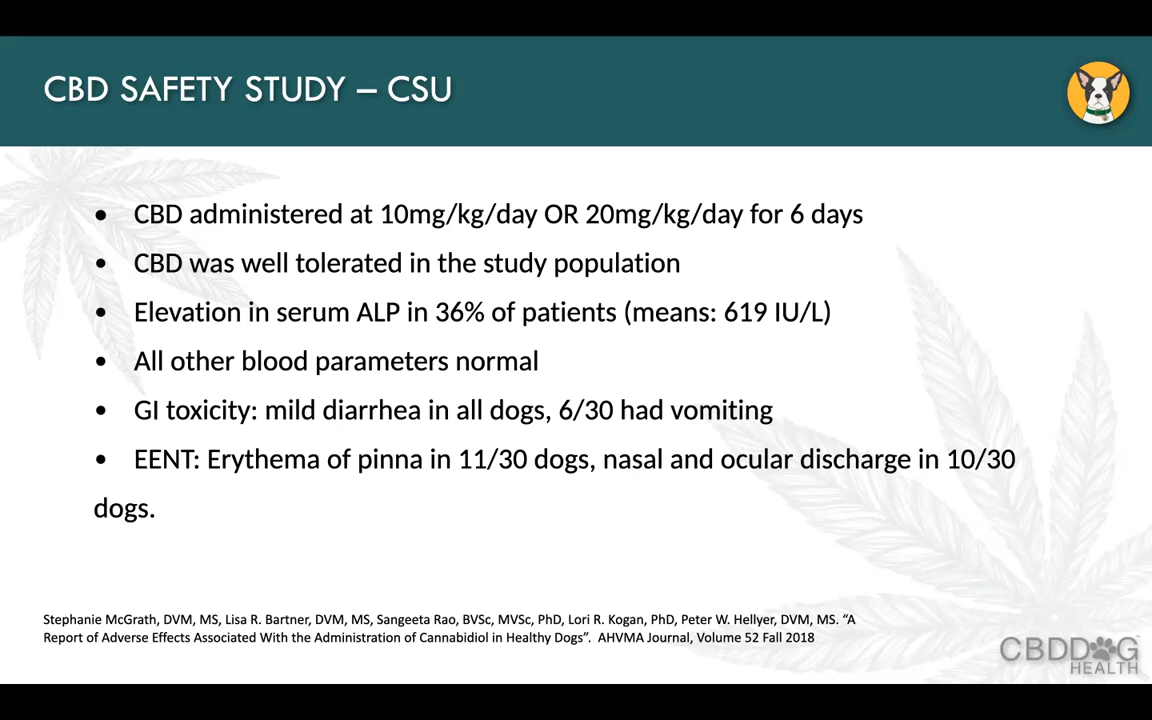 CBD SAFETY STUDY – CSU
• CBD administered at 10mg/kg/day OR 20mg/kg/day for 6 days
• CBD was well tolerated in the study population
• Elevation in serum ALP in 36% of patients (means: 619 IU/L)
• All other blood parameters normal
• GI toxicity: mild diarrhea in all dogs, 6/30 had vomiting
• EENT: Erythema of pinna in 11/30 dogs, nasal and ocular discharge in 10/30
dogs.
Stephanie McGrath, DVM, MS, Lisa R. Bartner, DVM, MS, Sangeeta Rao, BVSc, MVSc, PhD, Lori R. Kogan, PhD, Peter W. Hellyer, DVM, MS. “A
Report of Adverse Effects Associated With the Administration of Cannabidiol in Healthy Dogs”. AHVMA Journal, Volume 52 Fall 2018
CBD DOG
HEALTH